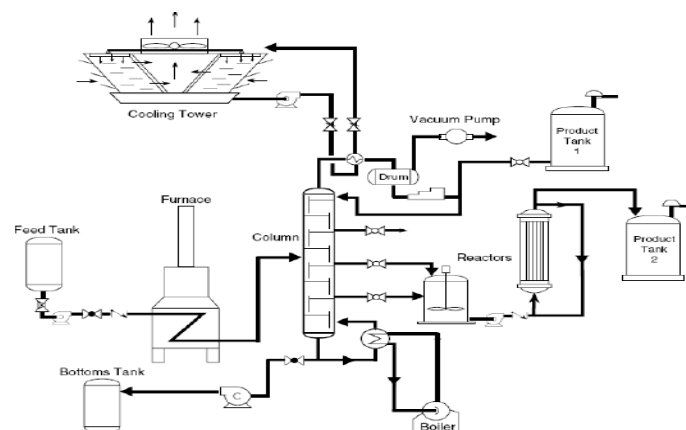 Cooling Tower
Vacuum Pump
Product
Tank
1
Drum
Furnace
Feed Tank
Column
Reactors
Product
Tank
2
Bottoms Tank
C
Boiler